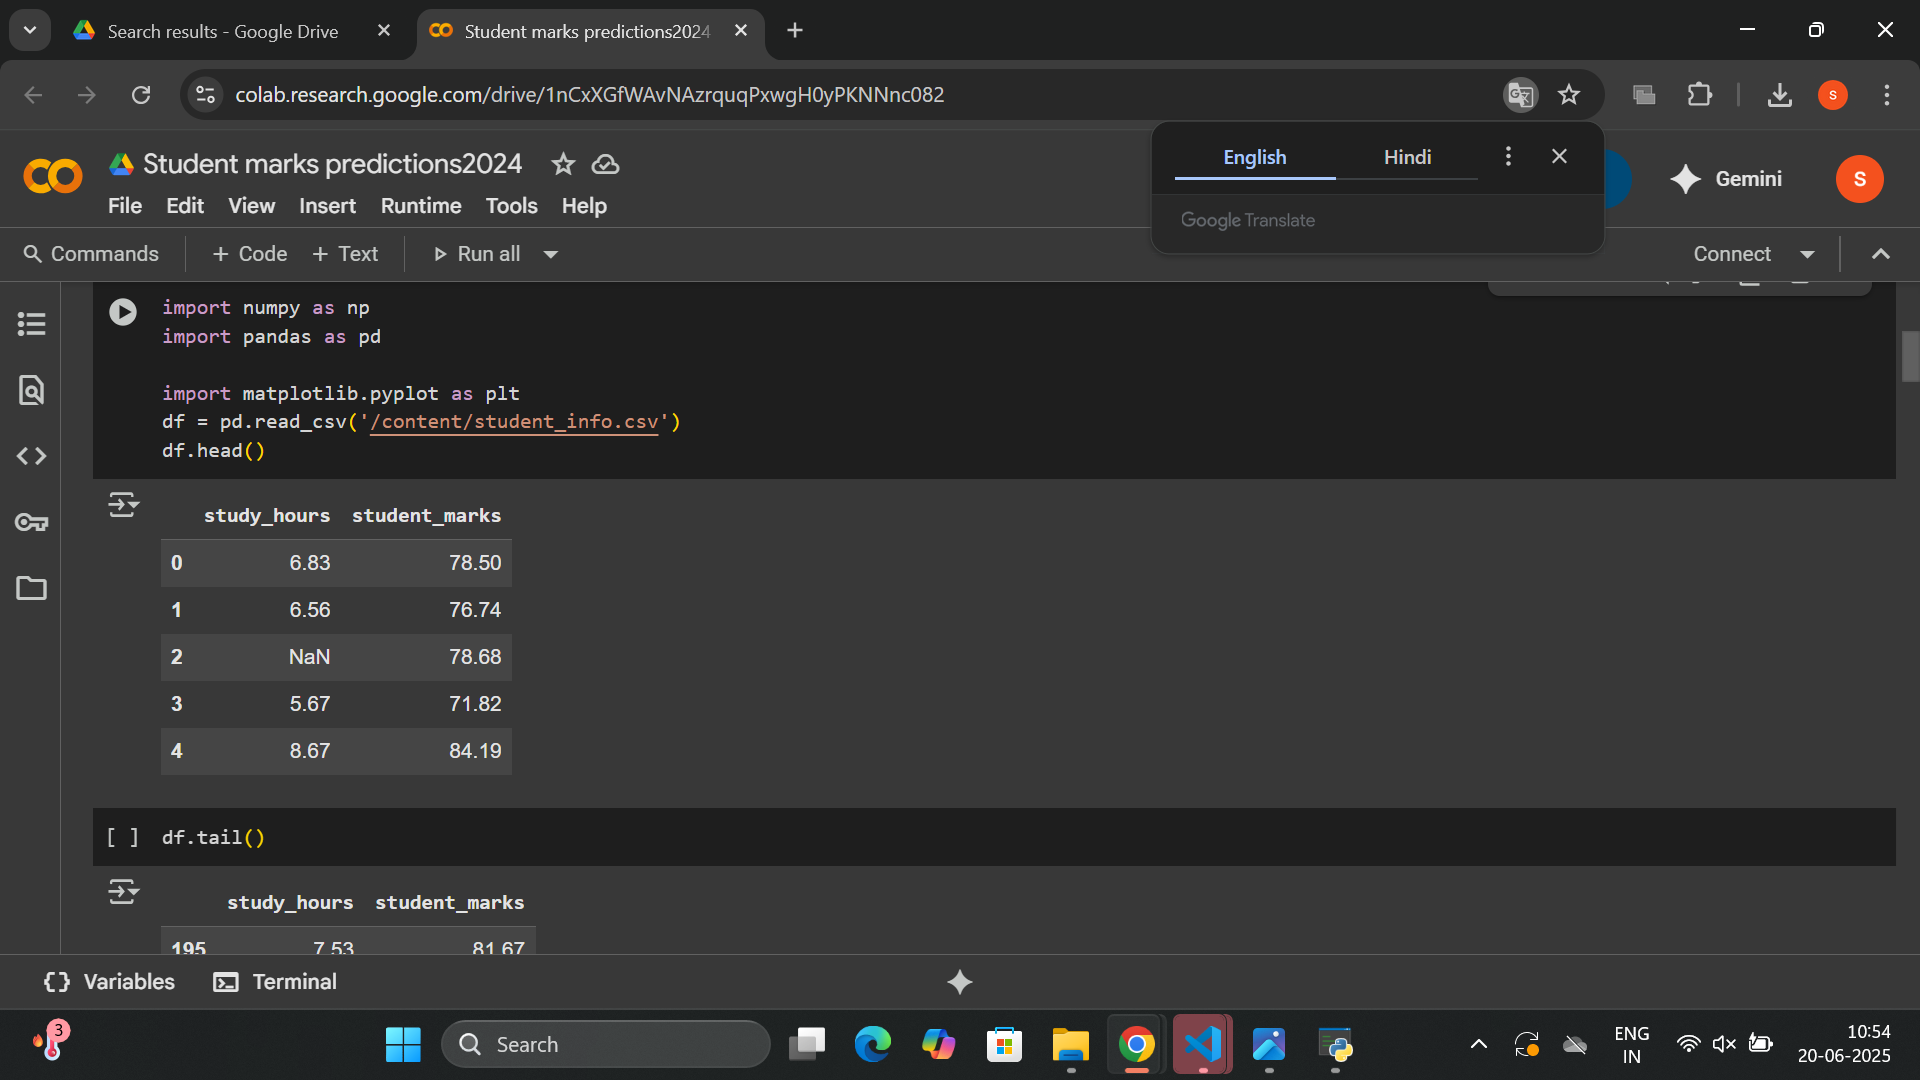 Search results - Google Drive
Student marks predictions2024
colab.research.google.com/drive/1nCxXGfWAvNAzrquqPxwgH0yPKNNnc082
S
English Hindi
Google Translate
Student marks predictions2024
File Edit View Insert Runtime Tools Help
Gemini
S
Commands + Code + Text Run all
Connect
import numpy as np
import pandas as pd
import matplotlib.pyplot as plt
df = pd.read_csv('/content/student_info.csv')
df.head()
study_hours student_marks
0 6.83 78.50
1 6.56 76.74
2 NaN 78.68
3 5.67 71.82
4 8.67 84.19
[ ] df.tail()
study_hours student_marks
195 7.53 81.67
{} Variables Terminal
3
Search
ENG
IN
10:54
20-06-2025